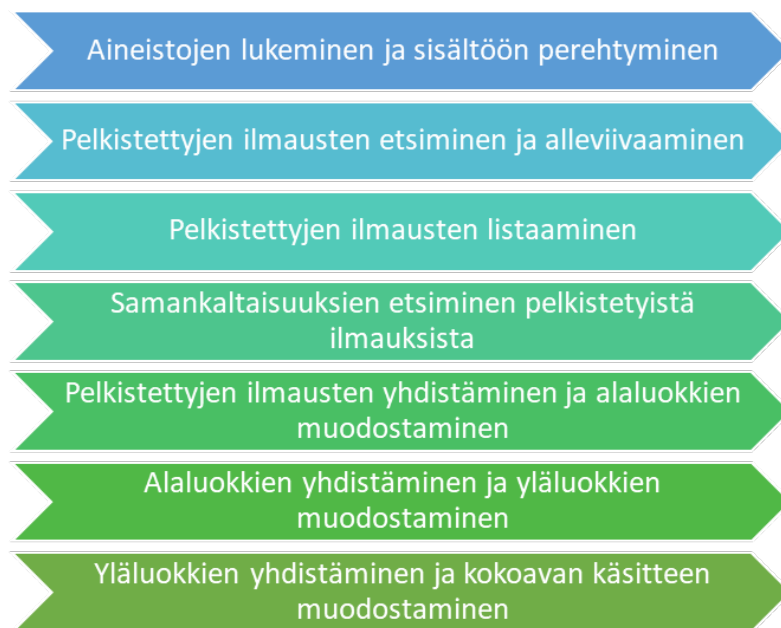 Aineistojen lukeminen ja sisältöön perehtyminen
Pelkistettyjen ilmausten etsiminen ja alleviivaaminen
Pelkistettyjen ilmausten listaaminen
Samankaltaisuuksien etsiminen pelkistetyistä
ilmauksista
Pelkistettyjen ilmausten yhdistäminen ja alaluokkien
muodostaminen
Alaluokkien yhdistäminen ja yläluokkien
muodostaminen
Yläluokkien yhdistäminen ja kokoavan käsitteen
muodostaminen